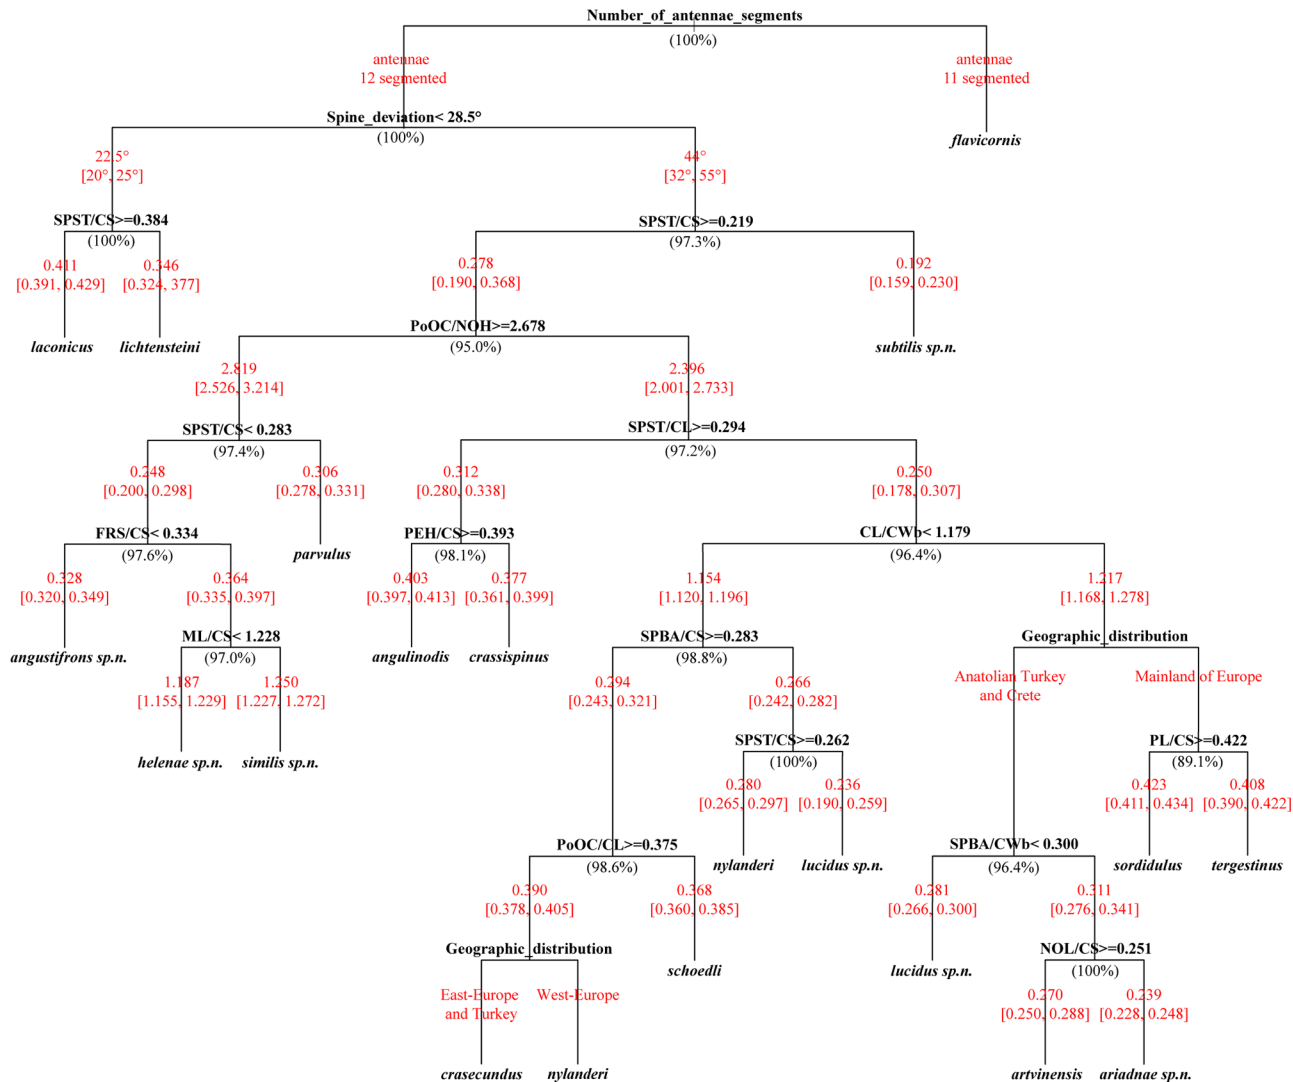 Number_of_antennae_segments
(100%)
antennae
12 segmented
antennae
11 segmented
Spine_deviation< 28.5°
(100%)
flavicornis
22.5°
[20°, 25°]
44°
[32°, 55°]
SPST/CS>=0.384
(100%)
SPST/CS>=0.219
(97.3%)
0.411
[0.391, 0.429]
0.346
[0.324, 377]
0.278
[0.190, 0.368]
0.192
[0.159, 0.230]
laconicus
lichtensteini
PoOC/NOH>=2.678
(95.0%)
subtilis sp.n.
2.819
[2.526, 3.214]
2.396
[2.001, 2.733]
SPST/CS< 0.283
(97.4%)
SPST/CL>=0.294
(97.2%)
0.248
[0.200, 0.298]
0.306
[0.278, 0.331]
0.312
[0.280, 0.338]
0.250
[0.178, 0.307]
FRS/CS< 0.334
(97.6%)
parvulus
PEH/CS>=0.393
(98.1%)
CL/CWb< 1.179
(96.4%)
0.328
[0.320, 0.349]
0.364
[0.335, 0.397]
0.403
[0.397, 0.413]
0.377
[0.361, 0.399]
1.154
[1.120, 1.196]
1.217
[1.168, 1.278]
angustifrons sp.n.
ML/CS< 1.228
(97.0%)
angulinodis
crassispinus
SPBA/CS>=0.283
(98.8%)
Geographic_distribution
1.187
[1.155, 1.229]
1.250
[1.227, 1.272]
0.294
[0.243, 0.321]
0.266
[0.242, 0.282]
Anatolian Turkey
and Crete
Mainland of Europe
helenae sp.n.
similis sp.n.
SPST/CS>=0.262
(100%)
PL/CS>=0.422
(89.1%)
0.280
[0.265, 0.297]
0.236
[0.190, 0.259]
0.423
[0.411, 0.434]
0.408
[0.390, 0.422]
PoOC/CL>=0.375
(98.6%)
nylanderi
lucidus sp.n.
SPBA/CWb< 0.300
(96.4%)
sordidulus
tergestinus
0.390
[0.378, 0.405]
0.368
[0.360, 0.385]
0.281
[0.266, 0.300]
0.311
[0.276, 0.341]
Geographic_distribution
schoedli
lucidus sp.n.
NOL/CS>=0.251
(100%)
East-Europe
and Turkey
West-Europe
0.270
[0.250, 0.288]
0.239
[0.228, 0.248]
crasecundus
nylanderi
artvinensis
ariadnae sp.n.